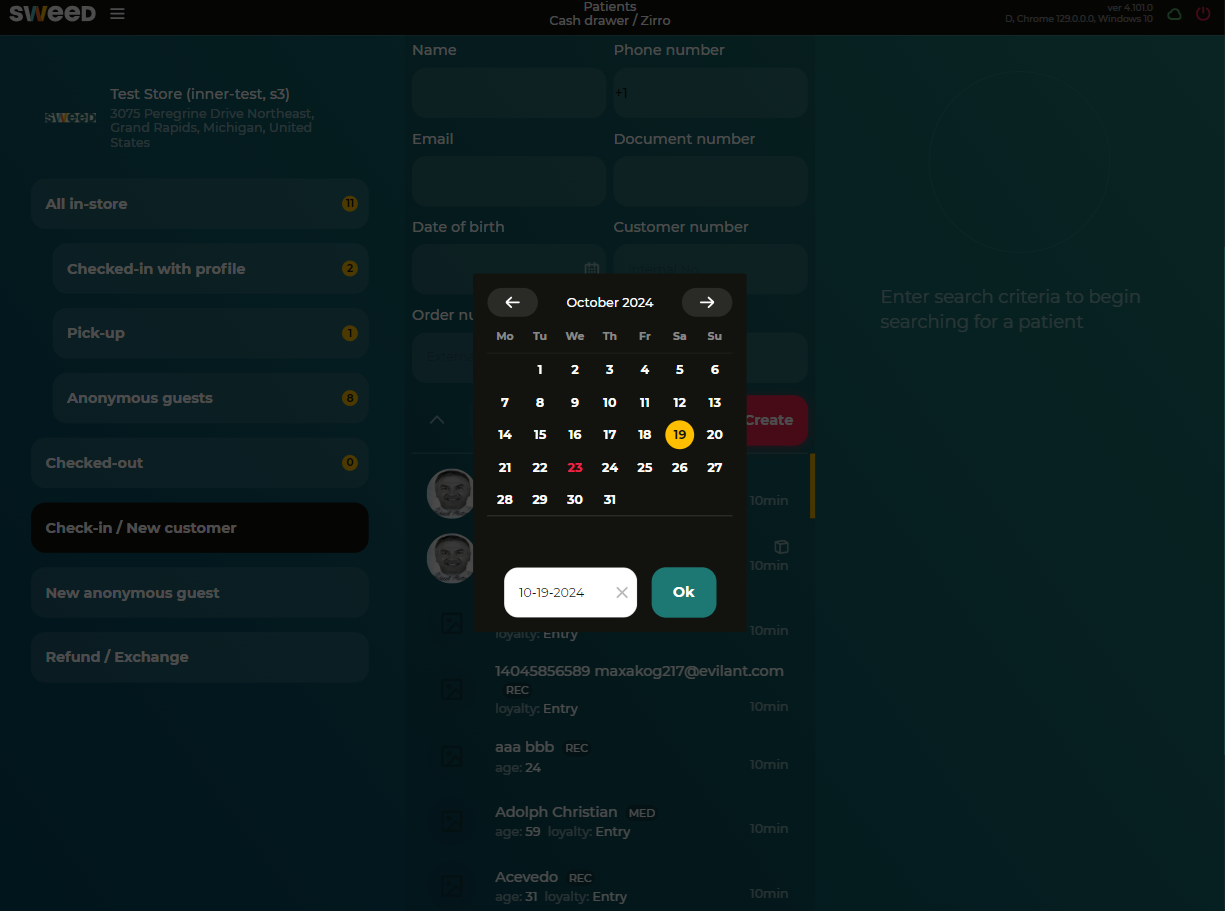 sweed
Patients
Cash drawer / Zirro
ver 4.101.0
D, Chrome 129.0.0.0, Windows 10
Test Store (inner-test, s3)
sweed
3075 Peregrine Drive Northeast,
Grand Rapids, Michigan, United
States
All in-store 11
Checked-in with profile 2
Pick-up 1
Anonymous guests 8
Checked-out 0
Check-in / New customer
New anonymous guest
Refund / Exchange
Name Phone number
+1
Email Document number
Date of birth Customer number
Order nu
Create
October 2024
Mo Tu We Th Fr Sa Su
1 2 3 4 5 6
7 8 9 10 11 12 13
14 15 16 17 18 19 20
21 22 23 24 25 26 27
28 29 30 31
10-19-2024
Ok
10min
10min
loyalty: Entry 10min
14045856589 maxakog217@evilant.com
REC
loyalty: Entry 10min
aaa bbb REC
age: 24 10min
Adolph Christian MED
age: 59 loyalty: Entry 10min
Acevedo REC
age: 31 loyalty: Entry 10min
Enter search criteria to begin
searching for a patient